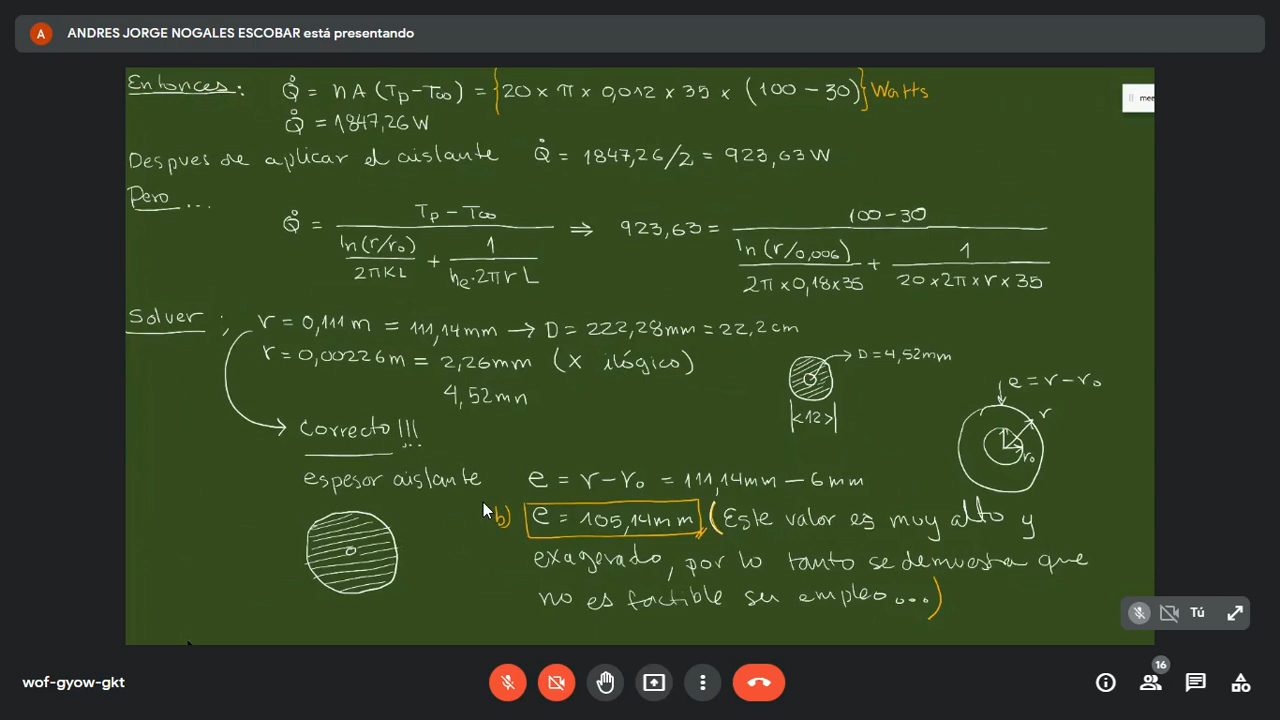 A ANDRES JORGE NOGALES ESCOBAR está presentando
Entonces: Q̇ = hA (Tp - T∞) = {20 x π x 0,012 x 35 x (100 - 30)} Watts
Q̇ = 1847,26 W
Despues de aplicar el aislante Q̇ = 1847,26/2 = 923,63 W
Pero ...
Q̇ = (Tp - T∞) / (ln(r/r₀)/2πKL + 1/he·2πrL) ⇒ 923,63 = (100 - 30) / (ln(r/0,006)/2π x 0,18 x 35 + 1/20 x 2π x r x 35)
Solver ; r = 0,111 m = 111,14 mm → D = 222,28 mm = 22,2 cm
r = 0,00226 m = 2,26 mm (x ilógico)
4,52 mm
D = 4,52 mm
<12>
e = r - r₀
r
r₀
Correcto!!!
espesor aislante e = r - r₀ = 111,14 mm - 6 mm
b) e = 105,14 mm (Este valor es muy alto y
exagerado, por lo tanto se demuestra que
no es factible su empleo ...)
mee
Tú
wof-gyow-gkt
16